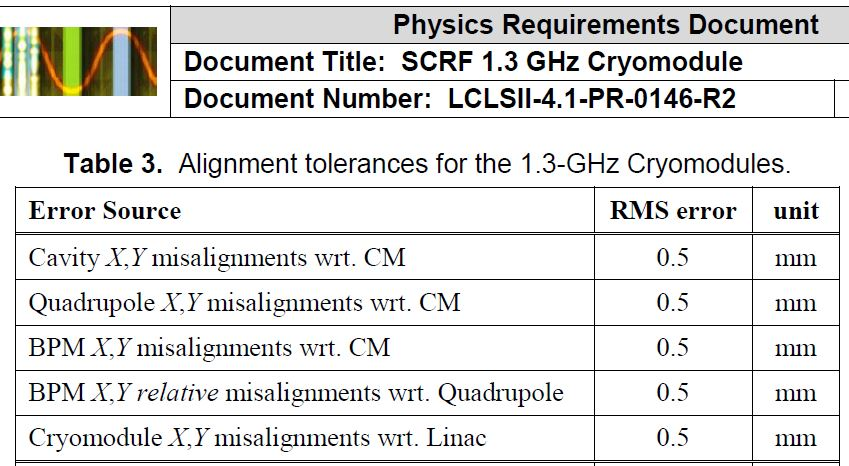 Physics Requirements Document
Document Title: SCRF 1.3 GHz Cryomodule
Document Number: LCLSII-4.1-PR-0146-R2
Table 3. Alignment tolerances for the 1.3-GHz Cryomodules.
Error Source RMS error unit
Cavity X,Y misalignments wrt. CM 0.5 mm
Quadrupole X,Y misalignments wrt. CM 0.5 mm
BPM X,Y misalignments wrt. CM 0.5 mm
BPM X,Y relative misalignments wrt. Quadrupole 0.5 mm
Cryomodule X,Y misalignments wrt. Linac 0.5 mm